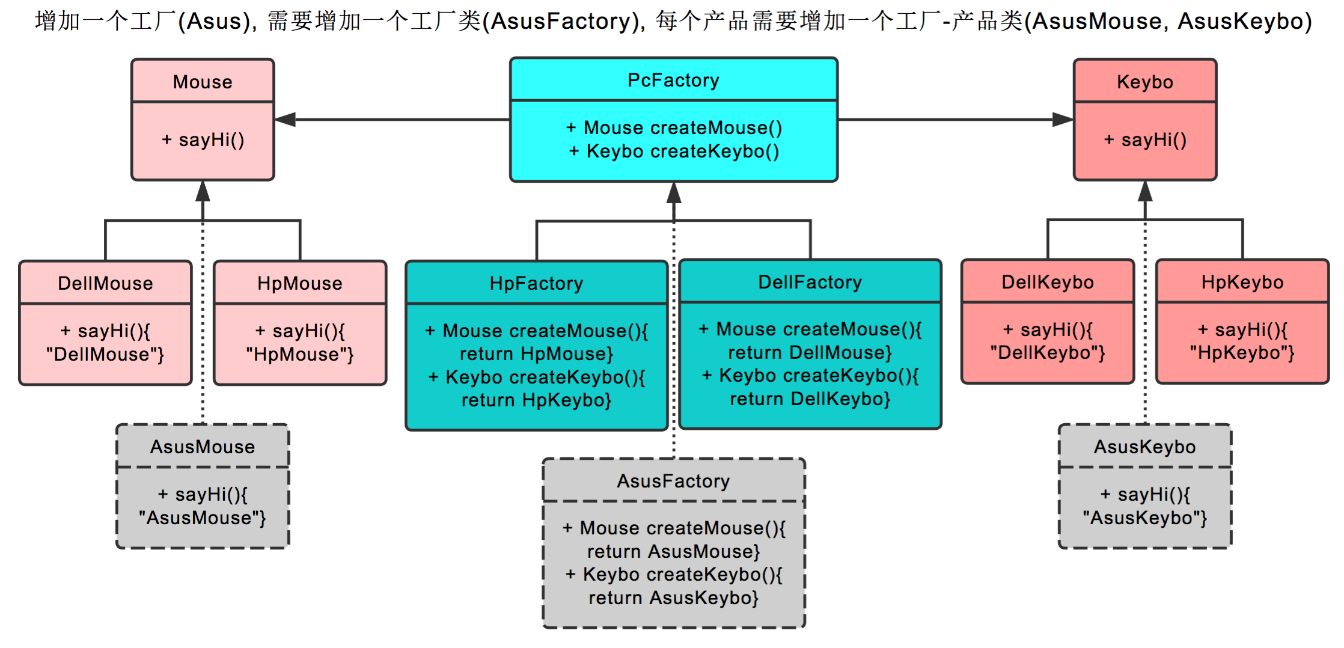 增加一个工厂(Asus), 需要增加一个工厂类(AsusFactory), 每个产品需要增加一个工厂-产品类(AsusMouse, AsusKeybo)
Mouse
+ sayHi()
PcFactory
+ Mouse createMouse()
+ Keybo createKeybo()
Keybo
+ sayHi()
DellMouse
+ sayHi(){
"DellMouse"}
HpMouse
+ sayHi(){
"HpMouse"}
HpFactory
+ Mouse createMouse(){
return HpMouse}
+ Keybo createKeybo(){
return HpKeybo}
DellFactory
+ Mouse createMouse(){
return DellMouse}
+ Keybo createKeybo(){
return DellKeybo}
DellKeybo
+ sayHi(){
"DellKeybo"}
HpKeybo
+ sayHi(){
"HpKeybo"}
AsusMouse
+ sayHi(){
"AsusMouse"}
AsusFactory
+ Mouse createMouse(){
return AsusMouse}
+ Keybo createKeybo(){
return AsusKeybo}
AsusKeybo
+ sayHi(){
"AsusKeybo"}